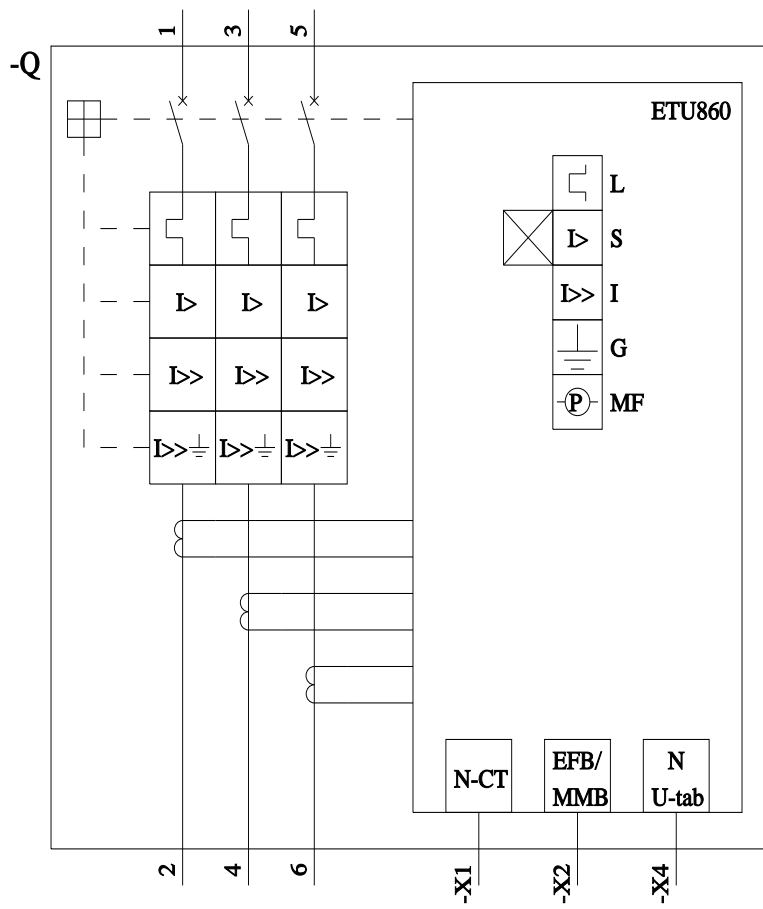 1 3 5
-Q
ETU860
L
I> S
I> I> I> I>> I
G
I>> I>> I>> P MF
I>> I>> I>>
N-CT
EFB/
MMB
N
U-tab
2 4 6 -X1 -X2 -X4